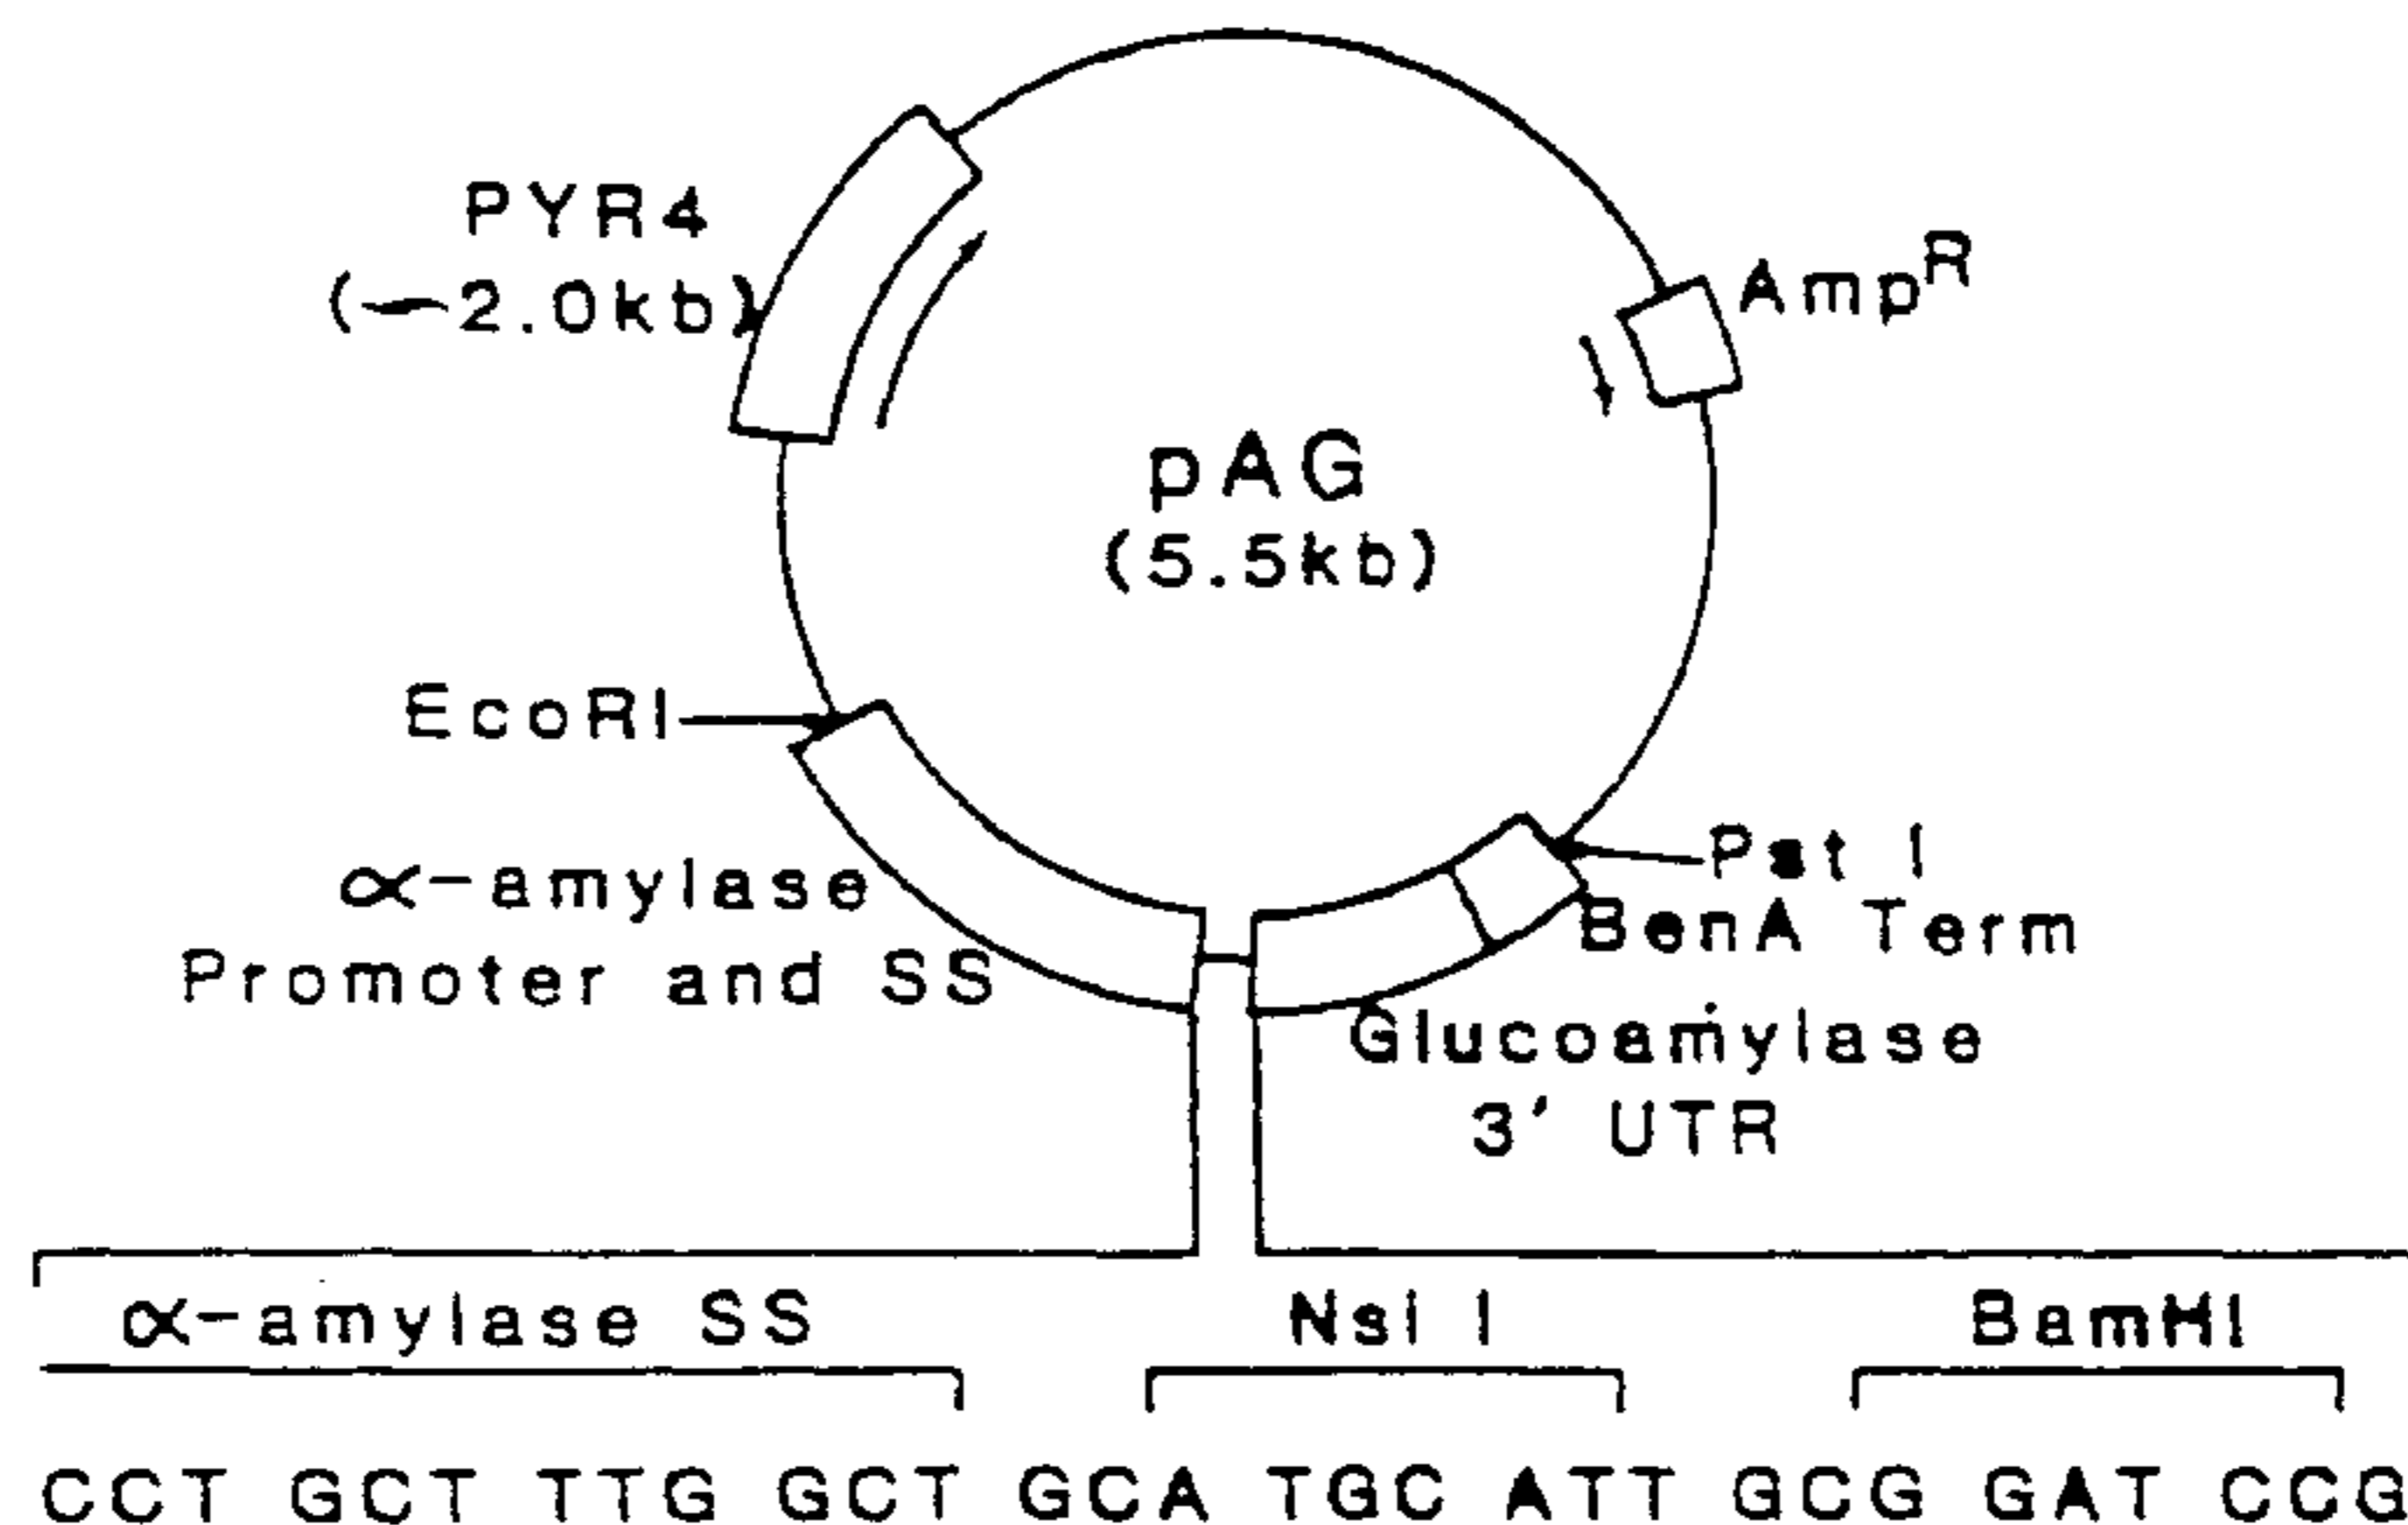 PYR4
(~2.0kb)
Amp^R
pAG
(5.5kb)
EcoRI
α-amylase
Promoter and SS
Pst I
BenA Term
Glucoamylase
3' UTR
α-amylase SS
Nsi I
BamHI
CCT GCT TTG GCT GCA TGC ATT GCG GAT CCG